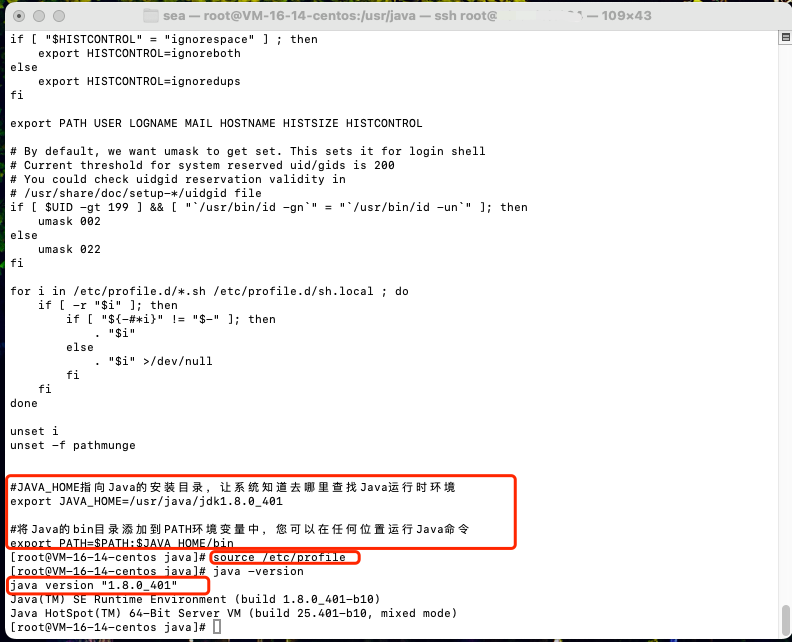 sea — root@VM-16-14-centos:/usr/java — ssh root@ — 109×43
if [ "$HISTCONTROL" = "ignorespace" ] ; then
    export HISTCONTROL=ignoreboth
else
    export HISTCONTROL=ignoredups
fi
export PATH USER LOGNAME MAIL HOSTNAME HISTSIZE HISTCONTROL
# By default, we want umask to get set. This sets it for login shell
# Current threshold for system reserved uid/gids is 200
# You could check uidgid reservation validity in
# /usr/share/doc/setup-*/uidgid file
if [ $UID -gt 199 ] && [ "`/usr/bin/id -gn`" = "`/usr/bin/id -un`" ]; then
    umask 002
else
    umask 022
fi
for i in /etc/profile.d/*.sh /etc/profile.d/sh.local ; do
    if [ -r "$i" ]; then
        if [ "${-#*i}" != "$-" ]; then
            . "$i"
        else
            . "$i" >/dev/null
        fi
    fi
done
unset i
unset -f pathmunge
#JAVA_HOME指向Java的安装目录，让系统知道去哪里查找Java运行时环境
export JAVA_HOME=/usr/java/jdk1.8.0_401
#将Java的bin目录添加到PATH环境变量中，您可以在任何位置运行Java命令
export PATH=$PATH:$JAVA_HOME/bin
[root@VM-16-14-centos java]# source /etc/profile
[root@VM-16-14-centos java]# java -version
java version "1.8.0_401"
Java(TM) SE Runtime Environment (build 1.8.0_401-b10)
Java HotSpot(TM) 64-Bit Server VM (build 25.401-b10, mixed mode)
[root@VM-16-14-centos java]#